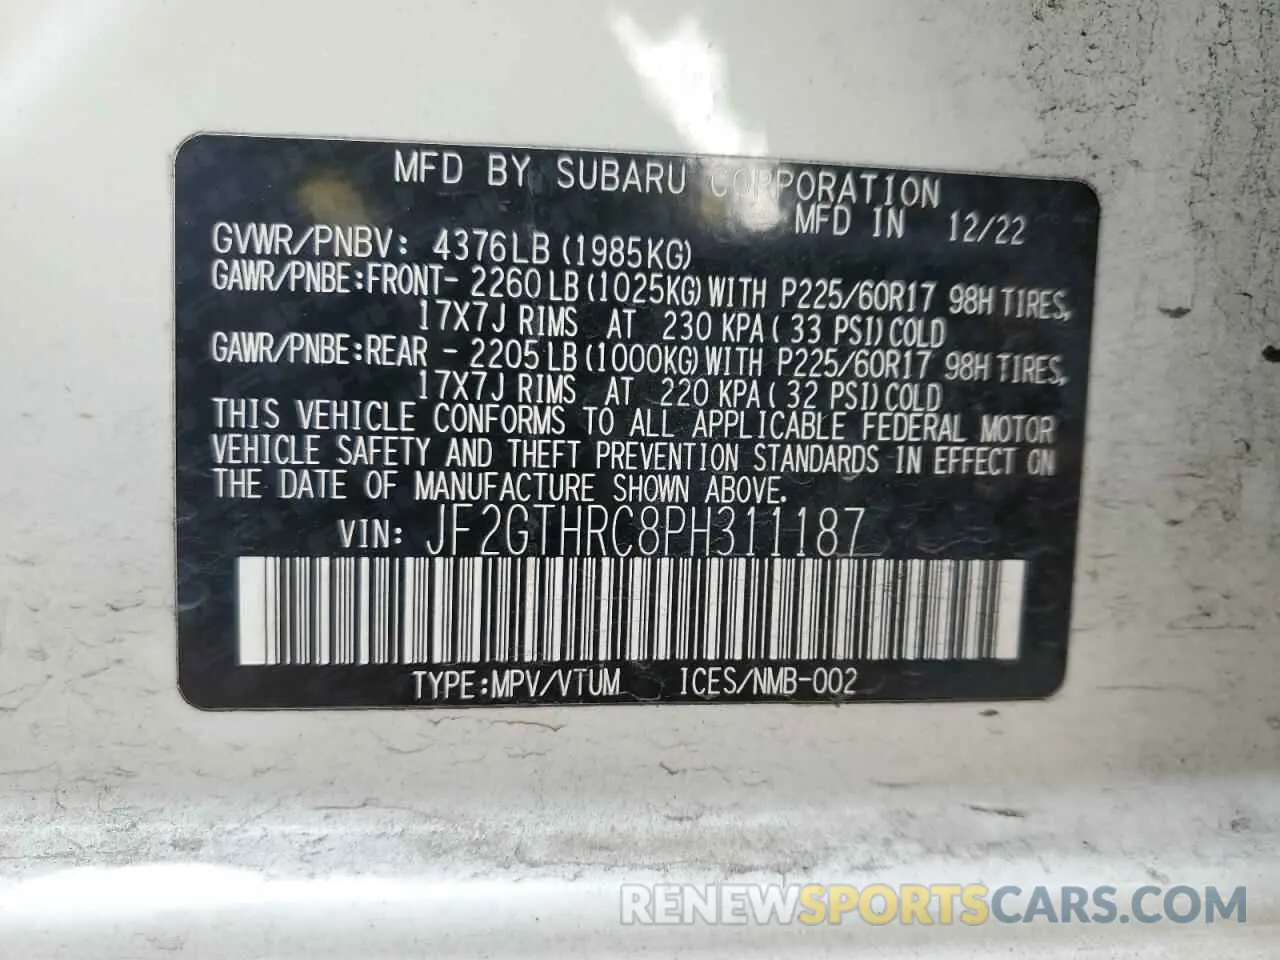 MFD BY SUBARU CORPORATION
MFD IN 12/22
GVWR/PNBV: 4376LB (1985KG)
GAWR/PNBE:FRONT- 2260LB (1025KG) WITH P225/60R17 98H TIRES,
17X7J RIMS AT 230 KPA (33 PSI) COLD
GAWR/PNBE:REAR - 2205LB (1000KG) WITH P225/60R17 98H TIRES,
17X7J RIMS AT 220 KPA (32 PSI) COLD
THIS VEHICLE CONFORMS TO ALL APPLICABLE FEDERAL MOTOR
VEHICLE SAFETY AND THEFT PREVENTION STANDARDS IN EFFECT ON
THE DATE OF MANUFACTURE SHOWN ABOVE.
VIN: JF2GTHRC8PH311187
TYPE:MPV/VTUM ICES/NMB-002
RENEWSPORTSCARS.COM